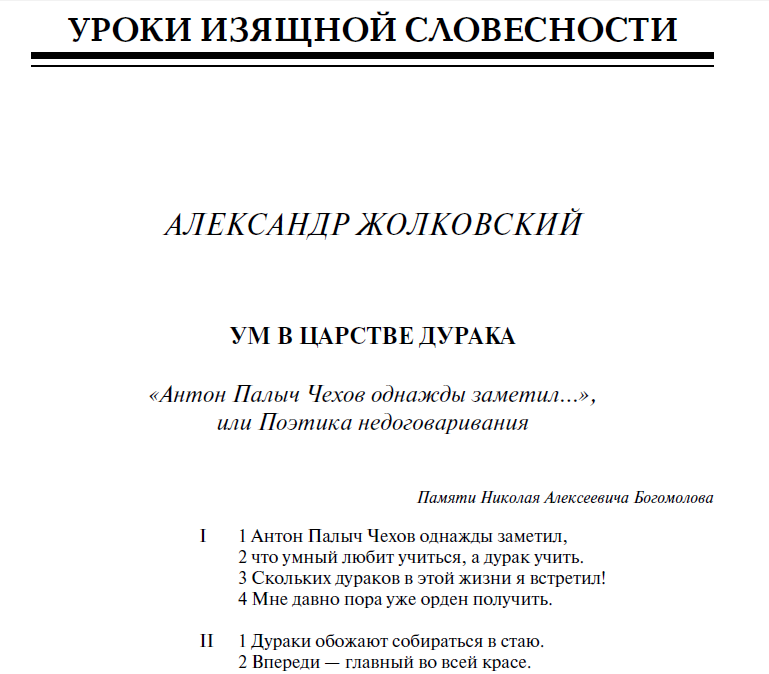 УРОКИ ИЗЯЩНОЙ СЛОВЕСНОСТИ
АЛЕКСАНДР ЖОЛКОВСКИЙ
УМ В ЦАРСТВЕ ДУРАКА
«Антон Палыч Чехов однажды заметил...»,
или Поэтика недоговаривания
Памяти Николая Алексеевича Богомолова
I 1 Антон Палыч Чехов однажды заметил,
2 что умный любит учиться, а дурак учить.
3 Скольких дураков в этой жизни я встретил!
4 Мне давно пора уже орден получить.
II 1 Дураки обожают собираться в стаю.
2 Впереди — главный во всей красе.